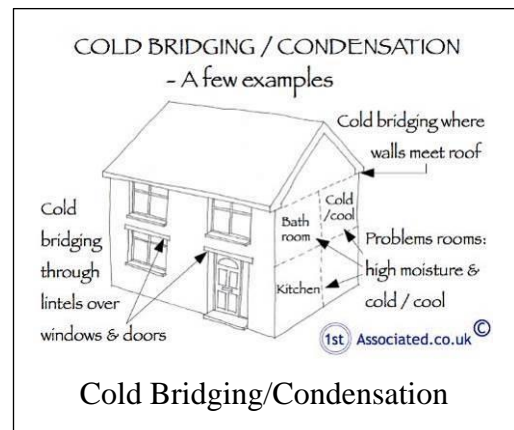 COLD BRIDGING / CONDENSATION
- A few examples
Cold bridging where
walls meet roof
Cold
bridging
through
lintels over
windows & doors
Bath
room
Cold
/cool
Kitchen
Problems rooms:
high moisture &
cold / cool
1st Associated.co.uk ©
Cold Bridging/Condensation